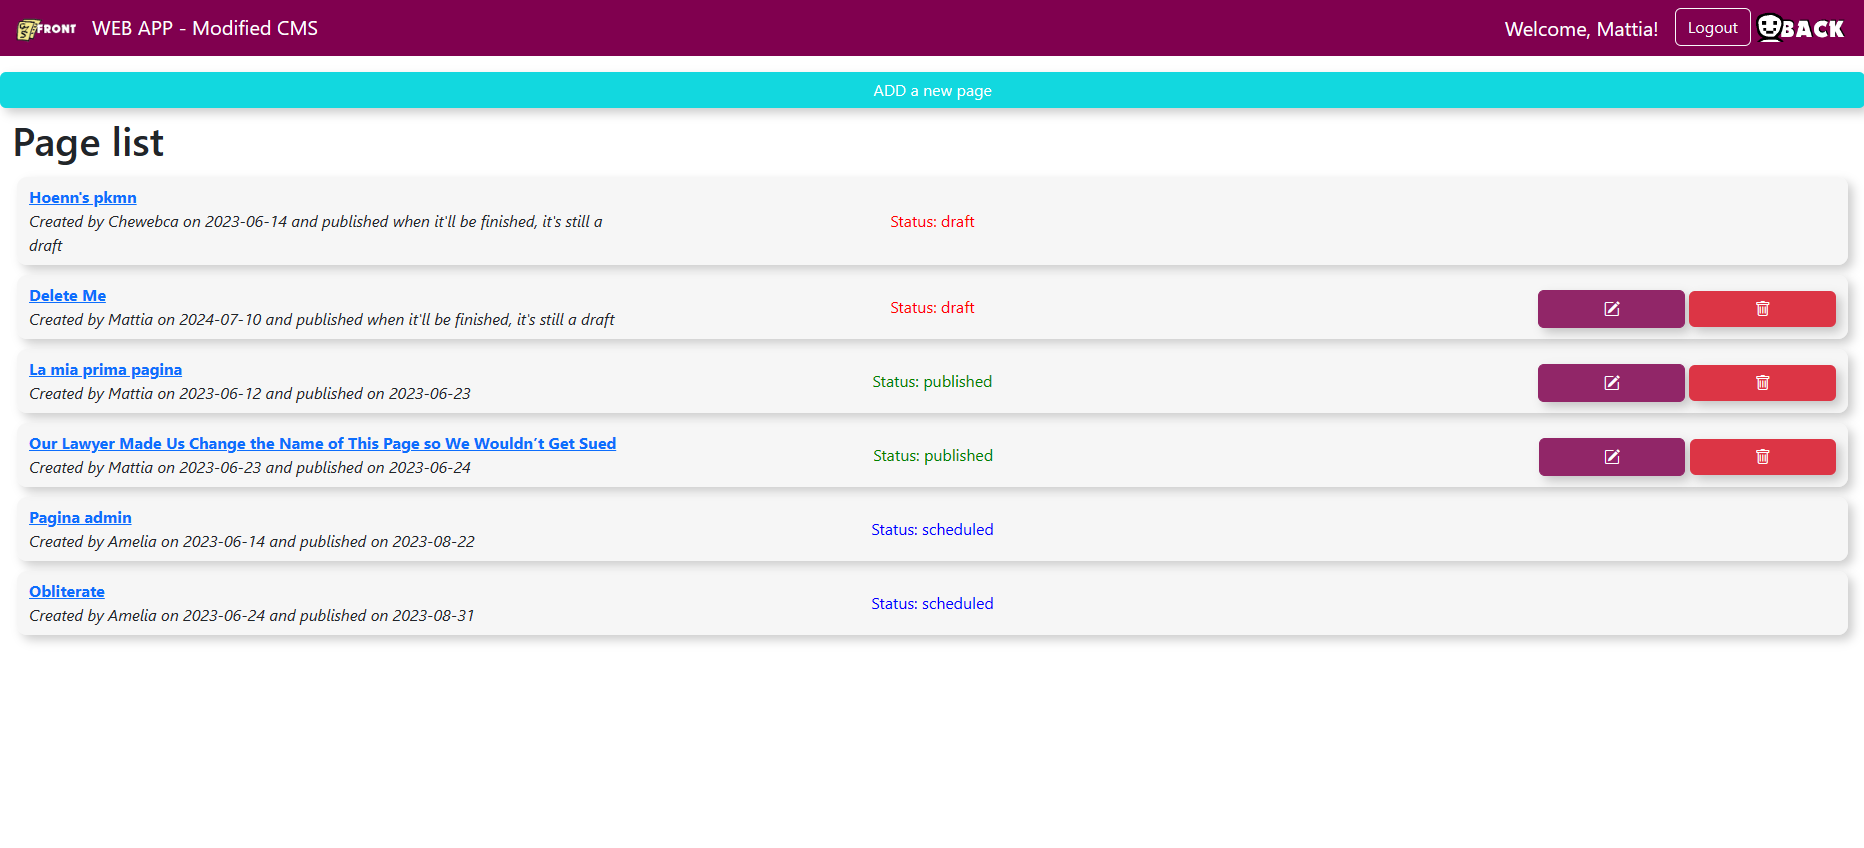 CMS FRONT WEB APP - Modified CMS Welcome, Mattia! Logout BACK
ADD a new page
Page list
Hoenn's pkmn
Created by Chewebca on 2023-06-14 and published when it'll be finished, it's still a
draft
Status: draft
Delete Me
Created by Mattia on 2024-07-10 and published when it'll be finished, it's still a draft
Status: draft
La mia prima pagina
Created by Mattia on 2023-06-12 and published on 2023-06-23
Status: published
Our Lawyer Made Us Change the Name of This Page so We Wouldn’t Get Sued
Created by Mattia on 2023-06-23 and published on 2023-06-24
Status: published
Pagina admin
Created by Amelia on 2023-06-14 and published on 2023-08-22
Status: scheduled
Obliterate
Created by Amelia on 2023-06-24 and published on 2023-08-31
Status: scheduled